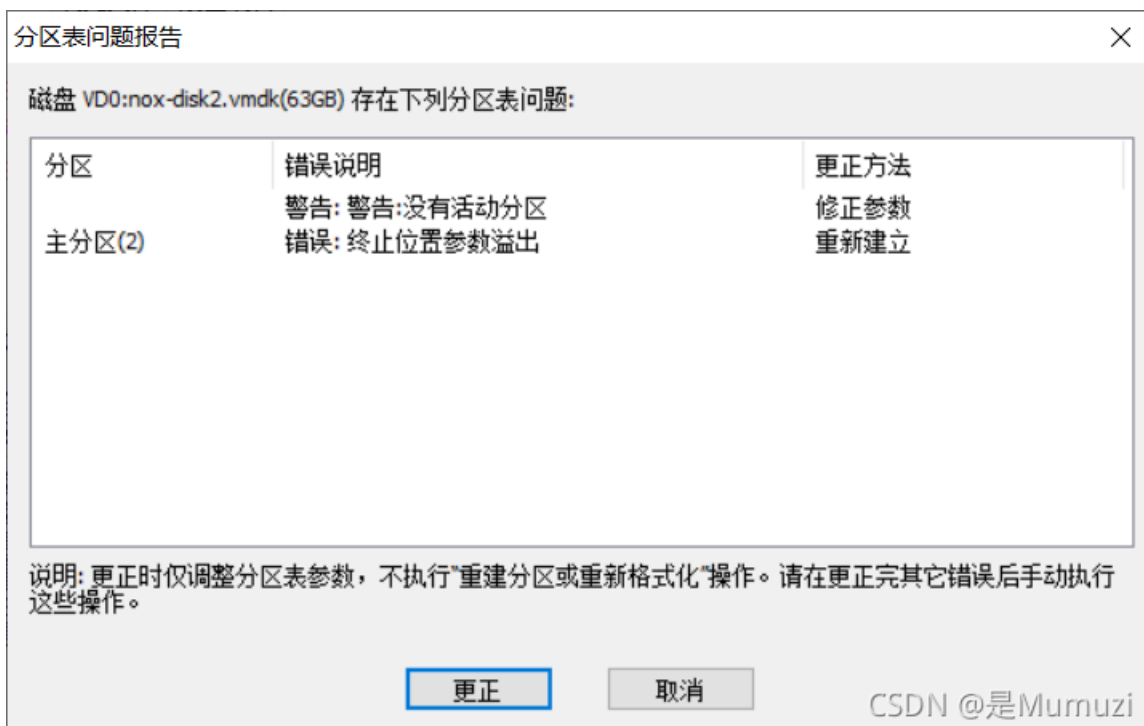 分区表问题报告
磁盘 VD0:nox-disk2.vmdk(63GB) 存在下列分区表问题:
分区 错误说明 更正方法
警告: 警告:没有活动分区 修正参数
主分区(2) 错误: 终止位置参数溢出 重新建立
说明: 更正时仅调整分区表参数，不执行"重建分区或重新格式化"操作。请在更正完其它错误后手动执行
这些操作。
更正 取消
CSDN @是Mumuzi